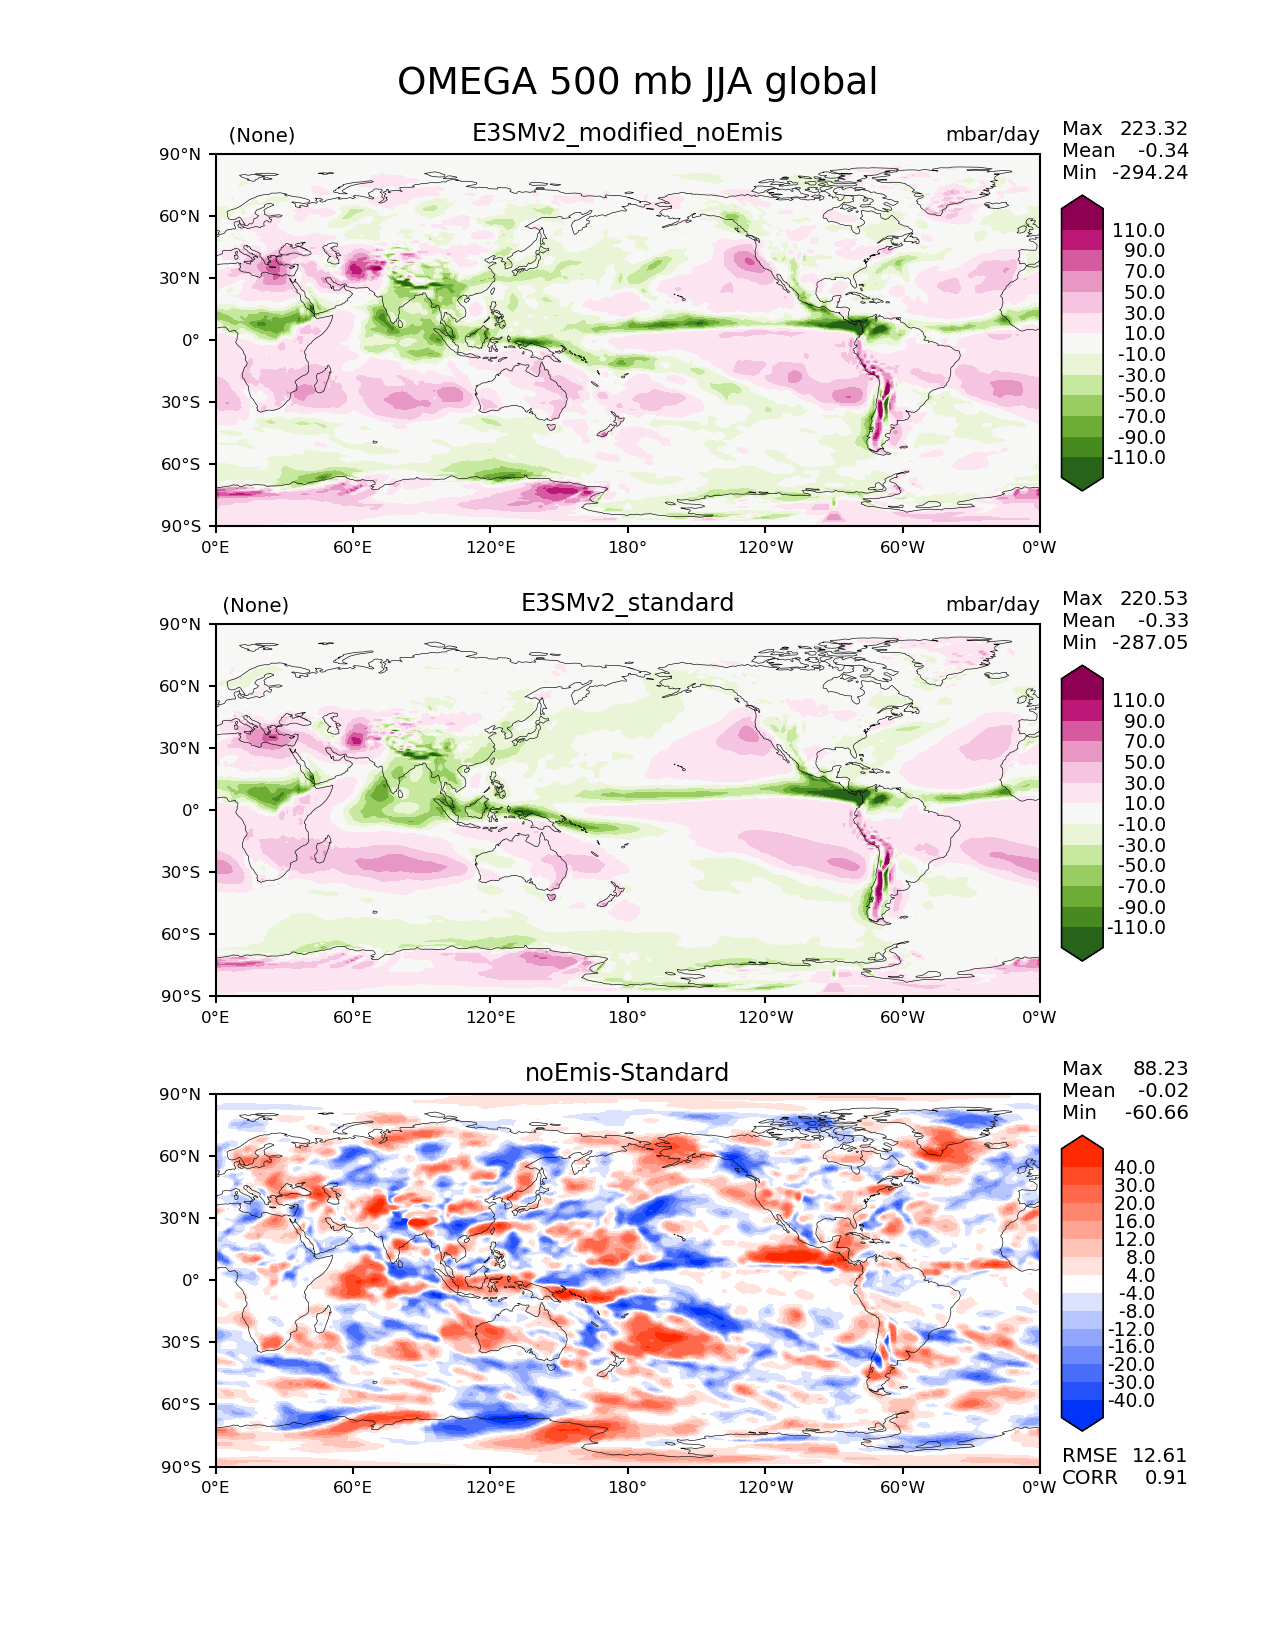 OMEGA 500 mb JJA global
(None) E3SMv2_modified_noEmis mbar/day
Max 223.32
Mean -0.34
Min -294.24
90°N
60°N
30°N
0°
30°S
60°S
90°S
0°E 60°E 120°E 180° 120°W 60°W 0°W
110.0
90.0
70.0
50.0
30.0
10.0
-10.0
-30.0
-50.0
-70.0
-90.0
-110.0
(None) E3SMv2_standard mbar/day
Max 220.53
Mean -0.33
Min -287.05
90°N
60°N
30°N
0°
30°S
60°S
90°S
0°E 60°E 120°E 180° 120°W 60°W 0°W
110.0
90.0
70.0
50.0
30.0
10.0
-10.0
-30.0
-50.0
-70.0
-90.0
-110.0
noEmis-Standard
Max 88.23
Mean -0.02
Min -60.66
90°N
60°N
30°N
0°
30°S
60°S
90°S
0°E 60°E 120°E 180° 120°W 60°W 0°W
40.0
30.0
20.0
16.0
12.0
8.0
4.0
-4.0
-8.0
-12.0
-16.0
-20.0
-30.0
-40.0
RMSE 12.61
CORR 0.91